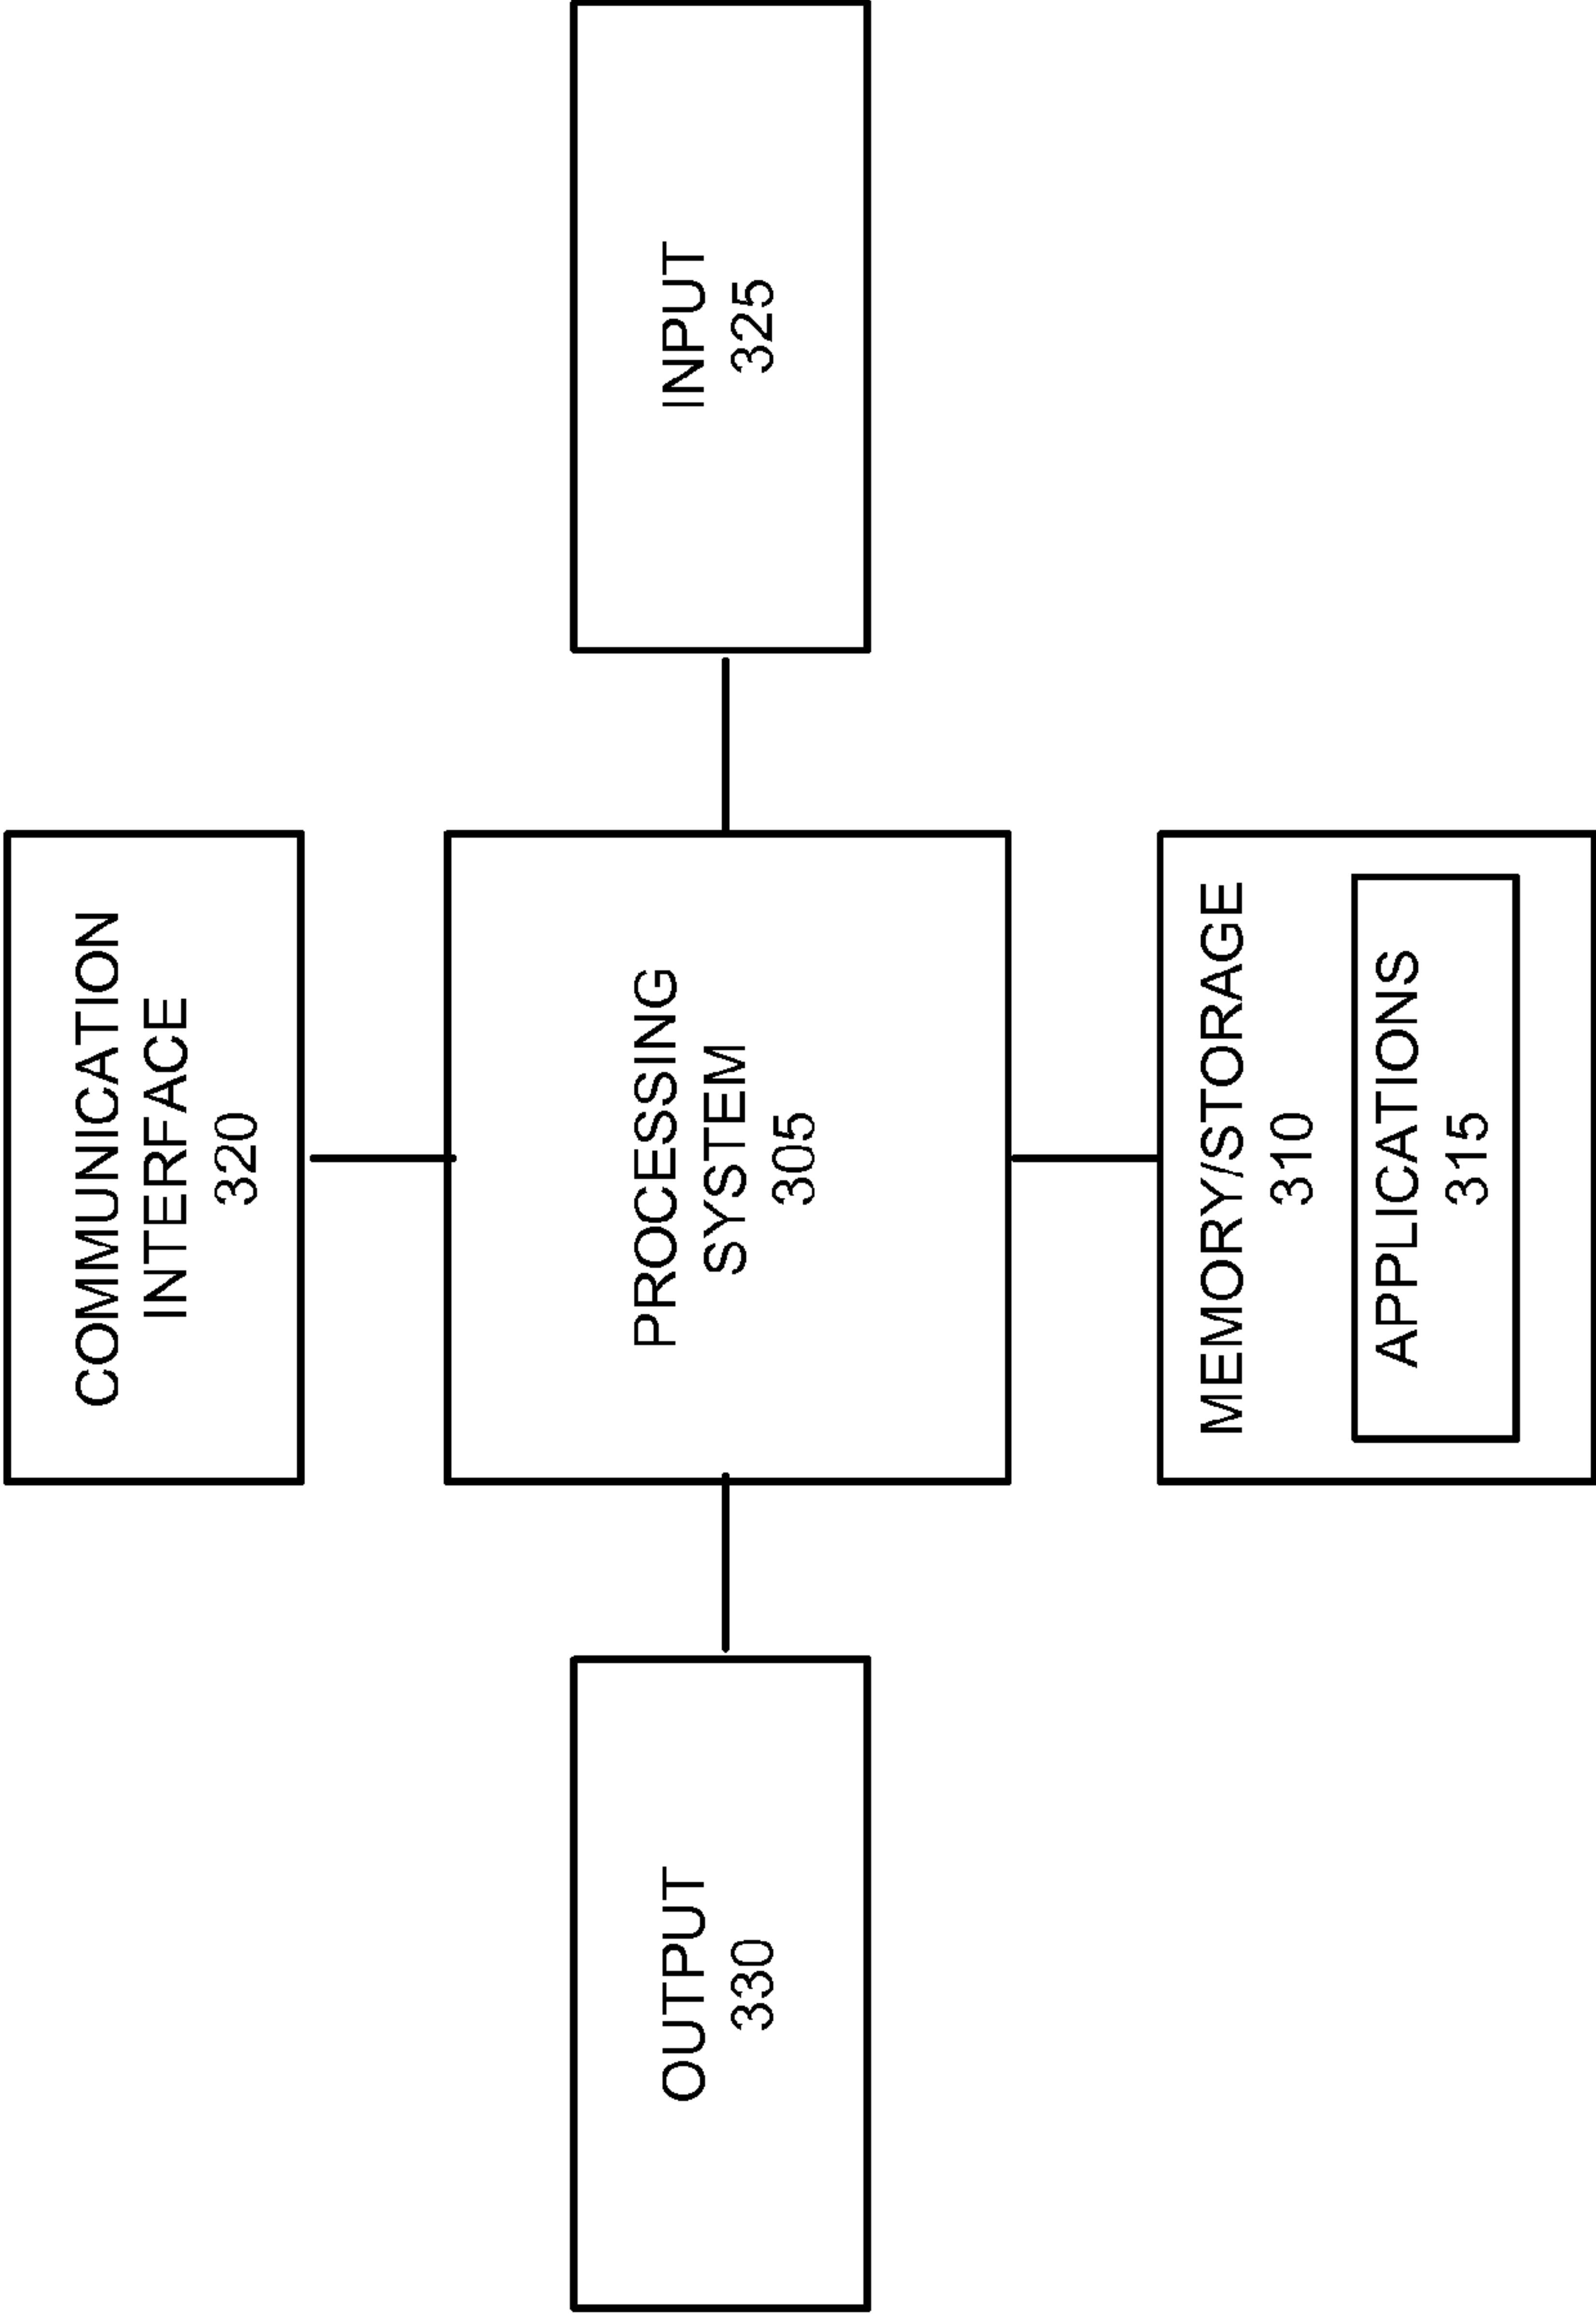 COMMUNICATION
INTERFACE
320
OUTPUT
330
PROCESSING
SYSTEM
305
INPUT
325
MEMORY/STORAGE
310
APPLICATIONS
315